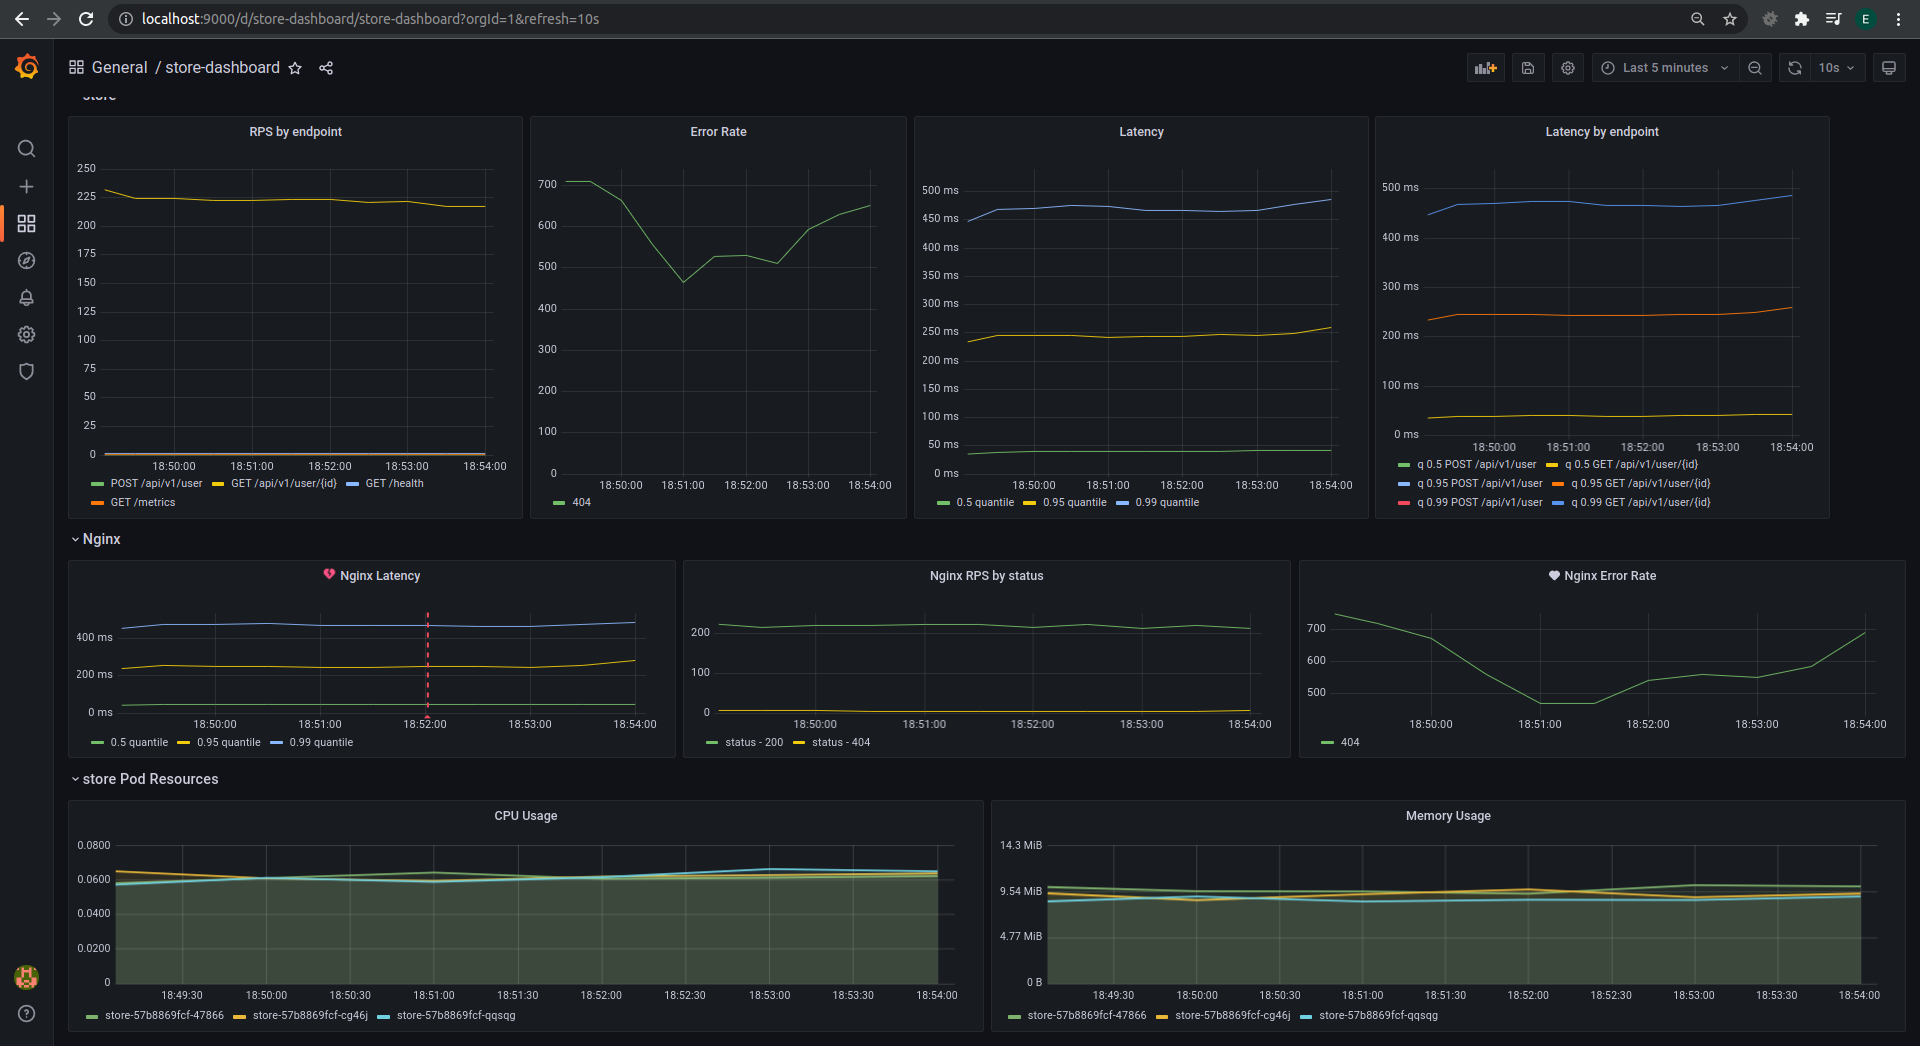 localhost:9000/d/store-dashboard/store-dashboard?orgId=1&refresh=10s
E
General / store-dashboard
Last 5 minutes
10s
store
RPS by endpoint
250
225
200
175
150
125
100
75
50
25
0
18:50:00 18:51:00 18:52:00 18:53:00 18:54:00
POST /api/v1/user GET /api/v1/user/{id} GET /health
GET /metrics
Error Rate
700
600
500
400
300
200
100
0
18:50:00 18:51:00 18:52:00 18:53:00 18:54:00
404
Latency
500 ms
450 ms
400 ms
350 ms
300 ms
250 ms
200 ms
150 ms
100 ms
50 ms
0 ms
18:50:00 18:51:00 18:52:00 18:53:00 18:54:00
0.5 quantile 0.95 quantile 0.99 quantile
Latency by endpoint
500 ms
400 ms
300 ms
200 ms
100 ms
0 ms
18:50:00 18:51:00 18:52:00 18:53:00 18:54:00
q 0.5 POST /api/v1/user q 0.5 GET /api/v1/user/{id}
q 0.95 POST /api/v1/user q 0.95 GET /api/v1/user/{id}
q 0.99 POST /api/v1/user q 0.99 GET /api/v1/user/{id}
Nginx
Nginx Latency
400 ms
200 ms
0 ms
18:50:00 18:51:00 18:52:00 18:53:00 18:54:00
0.5 quantile 0.95 quantile 0.99 quantile
Nginx RPS by status
200
100
0
18:50:00 18:51:00 18:52:00 18:53:00 18:54:00
status - 200 status - 404
Nginx Error Rate
700
600
500
18:50:00 18:51:00 18:52:00 18:53:00 18:54:00
404
store Pod Resources
CPU Usage
0.0800
0.0600
0.0400
0.0200
0
18:49:30 18:50:00 18:50:30 18:51:00 18:51:30 18:52:00 18:52:30 18:53:00 18:53:30 18:54:00
store-57b8869fcf-47866 store-57b8869fcf-cg46j store-57b8869fcf-qqsqg
Memory Usage
14.3 MiB
9.54 MiB
4.77 MiB
0 B
18:49:30 18:50:00 18:50:30 18:51:00 18:51:30 18:52:00 18:52:30 18:53:00 18:53:30 18:54:00
store-57b8869fcf-47866 store-57b8869fcf-cg46j store-57b8869fcf-qqsqg